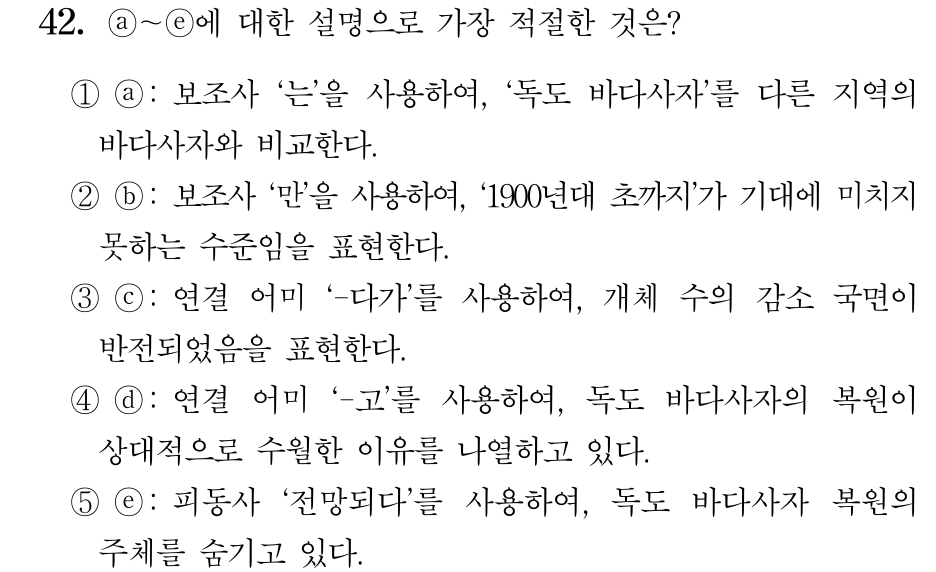 42. ⓐ~ⓔ에 대한 설명으로 가장 적절한 것은?
① ⓐ: 보조사 ‘는’을 사용하여, ‘독도 바다사자’를 다른 지역의
바다사자와 비교한다.
② ⓑ: 보조사 ‘만’을 사용하여, ‘1900년대 초까지’가 기대에 미치지
못하는 수준임을 표현한다.
③ ⓒ: 연결 어미 ‘-다가’를 사용하여, 개체 수의 감소 국면이
반전되었음을 표현한다.
④ ⓓ: 연결 어미 ‘-고’를 사용하여, 독도 바다사자의 복원이
상대적으로 수월한 이유를 나열하고 있다.
⑤ ⓔ: 피동사 ‘전망되다’를 사용하여, 독도 바다사자 복원의
주체를 숨기고 있다.